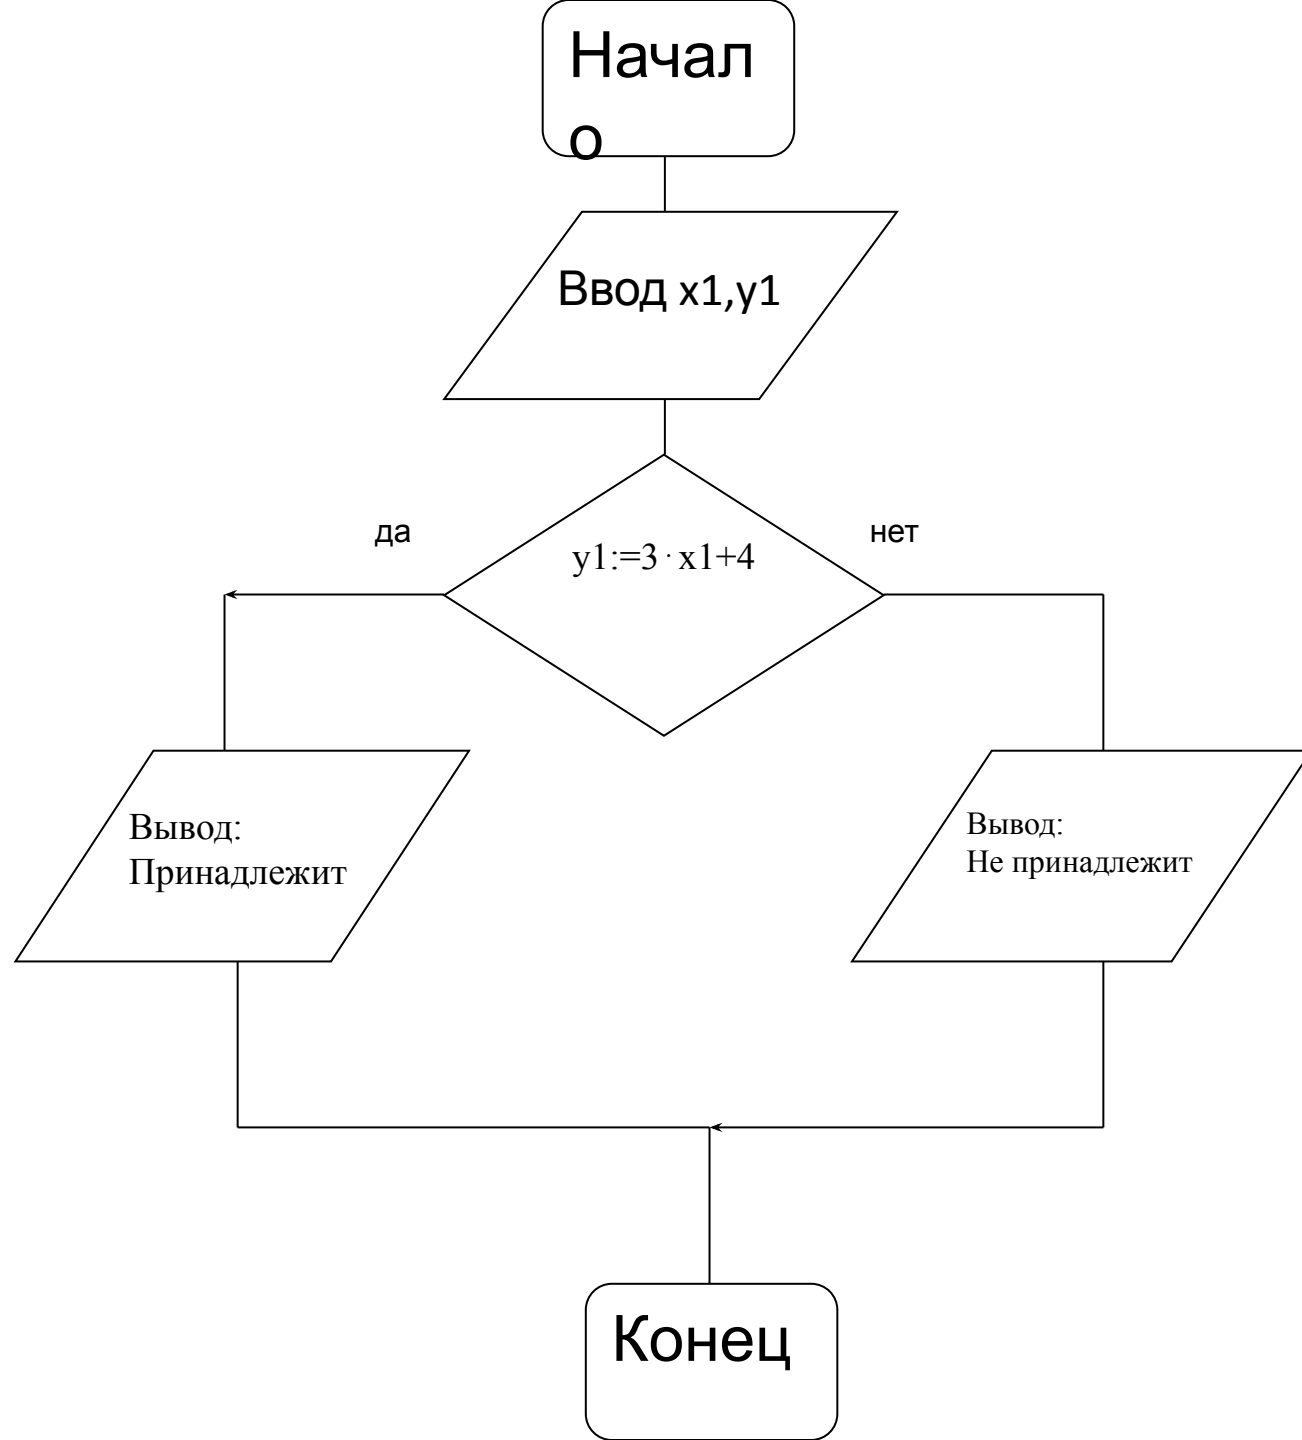 Начал
о
Ввод x1,y1
да
нет
y1:=3·x1+4
Вывод:
Принадлежит
Вывод:
Не принадлежит
Конец